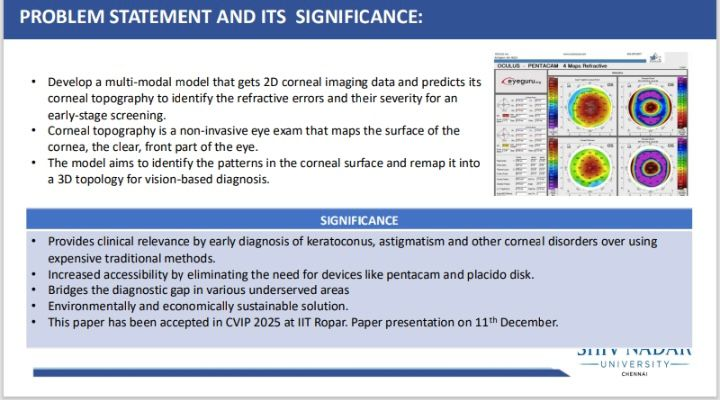 PROBLEM STATEMENT AND ITS SIGNIFICANCE:
• Develop a multi-modal model that gets 2D corneal imaging data and predicts its
corneal topography to identify the refractive errors and their severity for an
early-stage screening.
• Corneal topography is a non-invasive eye exam that maps the surface of the
cornea, the clear, front part of the eye.
• The model aims to identify the patterns in the corneal surface and remap it into
a 3D topology for vision-based diagnosis.
OCULUS - PENTACAM 4 Maps Refractive
eyeguru.org
SIGNIFICANCE
• Provides clinical relevance by early diagnosis of keratoconus, astigmatism and other corneal disorders over using
expensive traditional methods.
• Increased accessibility by eliminating the need for devices like pentacam and placido disk.
• Bridges the diagnostic gap in various underserved areas
• Environmentally and economically sustainable solution.
• This paper has been accepted in CVIP 2025 at IIT Ropar. Paper presentation on 11th December.
SHIV NADAR
UNIVERSITY
CHENNAI